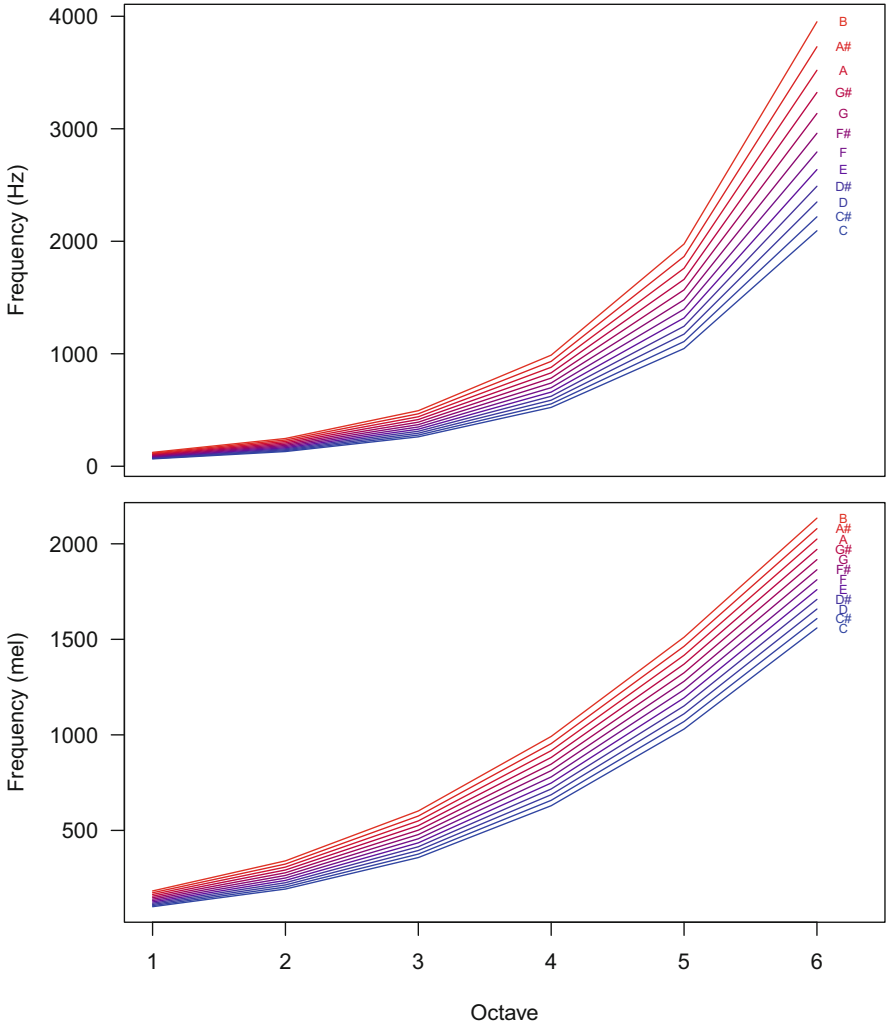 4000
3000
2000
1000
0
Frequency (Hz)
B
A#
A
G#
G
F#
F
E
D#
D
C#
C
2000
1500
1000
500
Frequency (mel)
B
A#
A
G#
G
F#
F
E
D#
D
C#
C
1 2 3 4 5 6
Octave